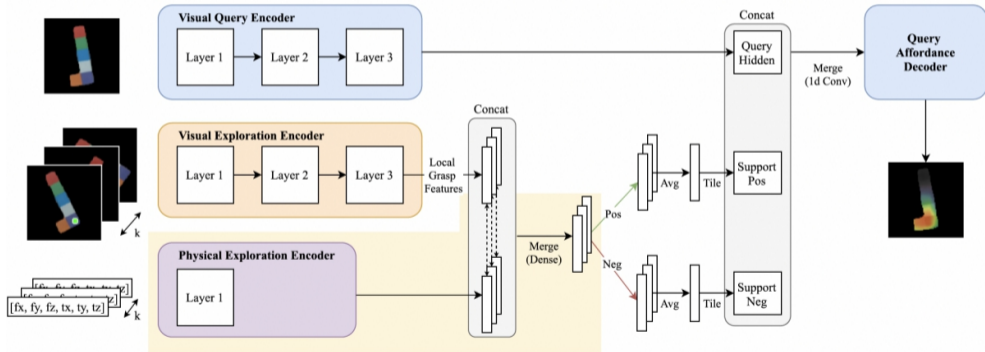 Visual Query Encoder
Layer 1
Layer 2
Layer 3
Concat
Query
Hidden
Merge
(1d Conv)
Query
Affordance
Decoder
Visual Exploration Encoder
Layer 1
Layer 2
Layer 3
Local
Grasp
Features
Concat
k
Pos
Avg
Tile
Support
Pos
Merge
(Dense)
Neg
Avg
Tile
Support
Neg
Physical Exploration Encoder
Layer 1
[fx, fy, fz, tx, ty, tz]
k